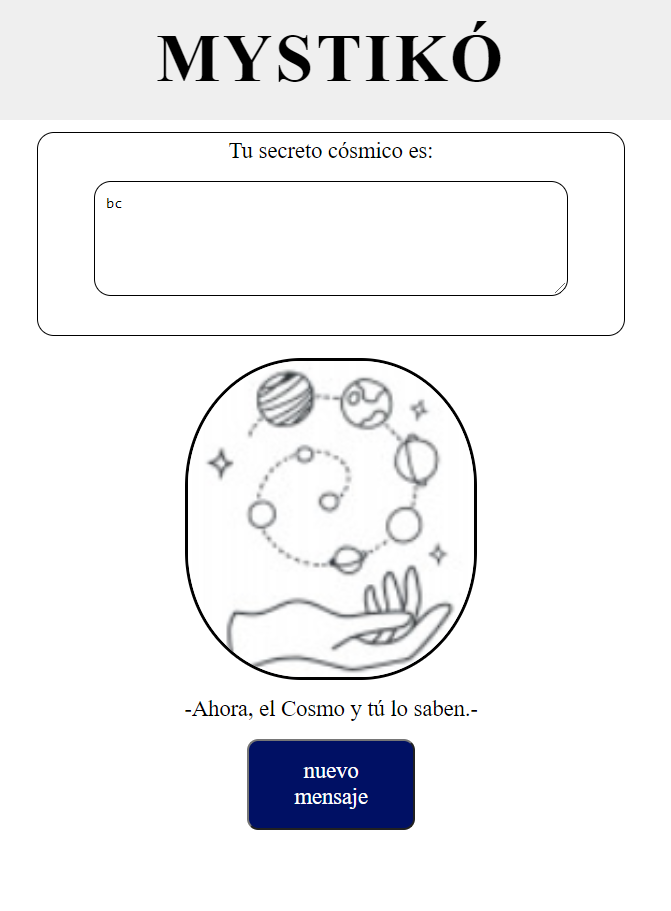 MYSTIKÓ
Tu secreto cósmico es:
bc
-Ahora, el Cosmo y tú lo saben.-
nuevo
mensaje